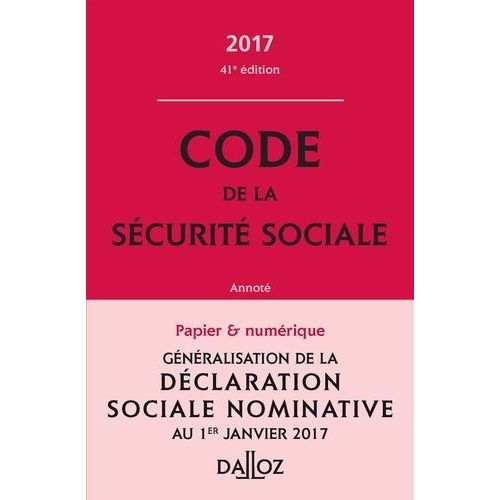 2017
41e édition
CODE
DE LA
SÉCURITÉ SOCIALE
Annoté
Papier & numérique
GÉNÉRALISATION DE LA
DÉCLARATION
SOCIALE NOMINATIVE
AU 1ER JANVIER 2017
DALLOZ